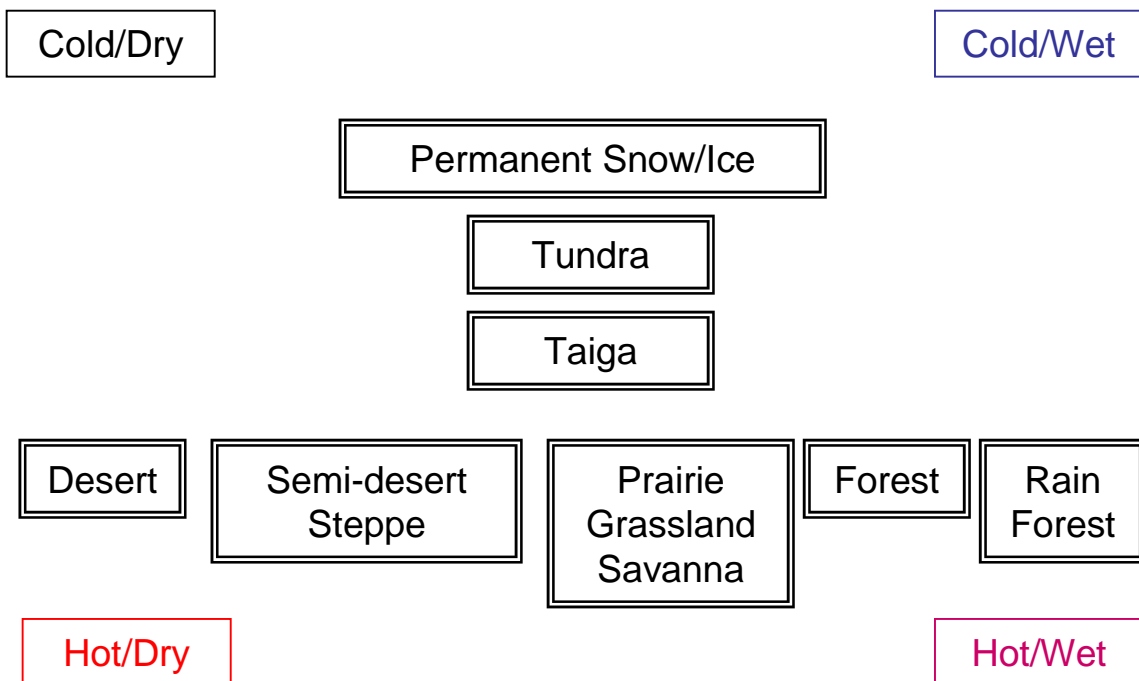 Cold/Dry
Cold/Wet
Permanent Snow/Ice
Tundra
Taiga
Desert
Semi-desert
Steppe
Prairie
Grassland
Savanna
Forest
Rain
Forest
Hot/Dry
Hot/Wet